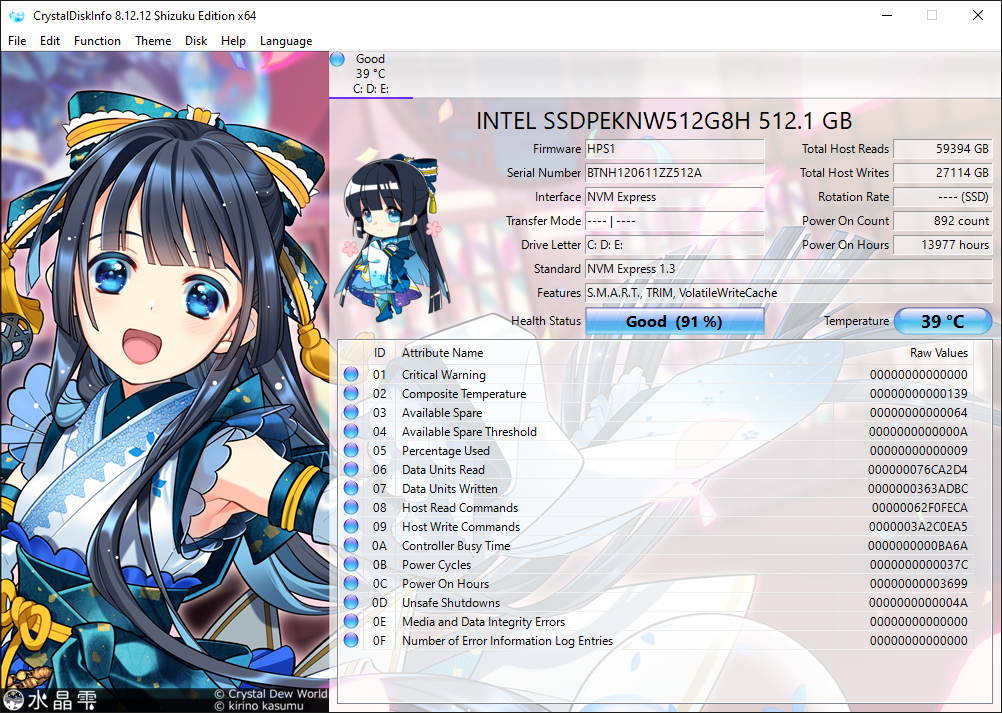 CrystalDiskInfo 8.12.12 Shizuku Edition x64
File Edit Function Theme Disk Help Language
Good
39 °C
C: D: E:
INTEL SSDPEKNW512G8H 512.1 GB
Firmware HPS1 Total Host Reads 59394 GB
Serial Number BTNH120611ZZ512A Total Host Writes 27114 GB
Interface NVM Express Rotation Rate ---- (SSD)
Transfer Mode ---- | ---- Power On Count 892 count
Drive Letter C: D: E: Power On Hours 13977 hours
Standard NVM Express 1.3
Features S.M.A.R.T., TRIM, VolatileWriteCache
Health Status Good (91 %) Temperature 39 °C
ID Attribute Name Raw Values
01 Critical Warning 00000000000000
02 Composite Temperature 00000000000139
03 Available Spare 00000000000064
04 Available Spare Threshold 0000000000000A
05 Percentage Used 00000000000009
06 Data Units Read 000000076CA2D4
07 Data Units Written 0000000363ADBC
08 Host Read Commands 00000062F0FECA
09 Host Write Commands 0000003A2C0EA5
0A Controller Busy Time 0000000000BA6A
0B Power Cycles 0000000000037C
0C Power On Hours 00000000003699
0D Unsafe Shutdowns 0000000000004A
0E Media and Data Integrity Errors 00000000000000
0F Number of Error Information Log Entries 00000000000000
水晶雫 © Crystal Dew World
© kirino kasumu